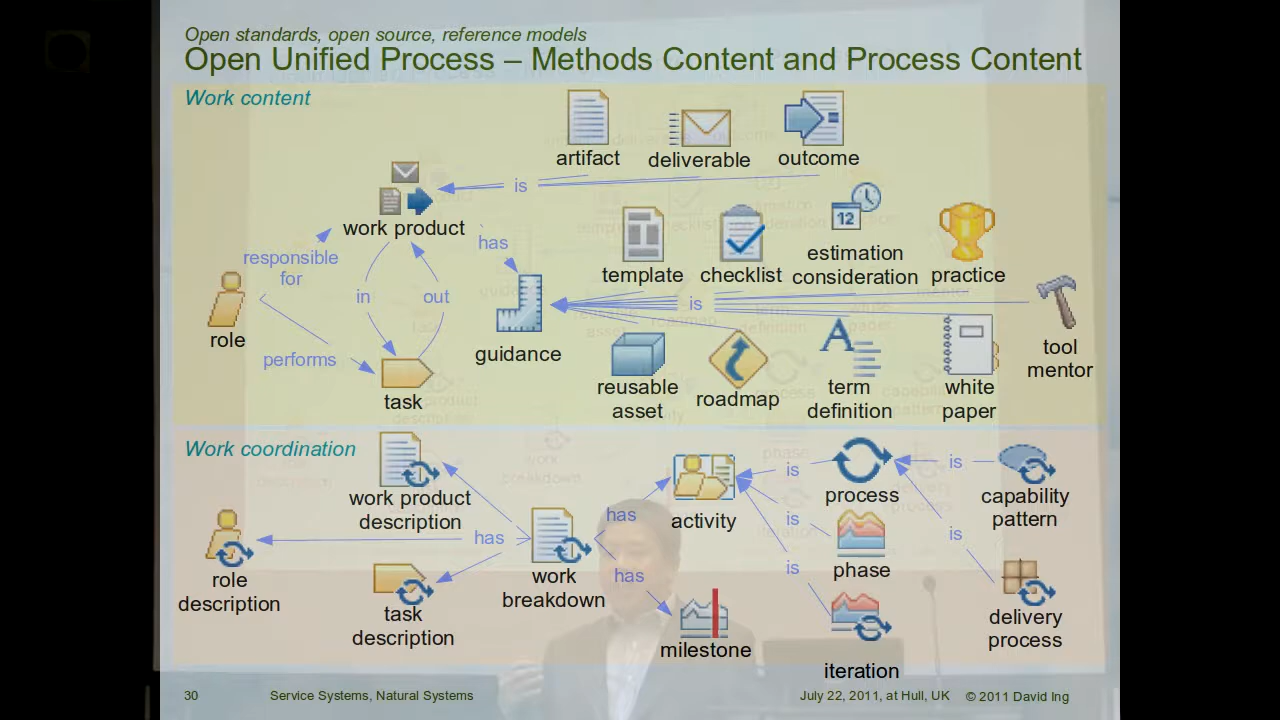 Open standards, open source, reference models
Open Unified Process – Methods Content and Process Content
Work content
artifact
deliverable
outcome
is
work product
has
responsible
for
template
checklist
estimation
consideration
practice
in
out
is
role
guidance
tool
mentor
performs
task
reusable
asset
roadmap
term
definition
white
paper
Work coordination
work product
description
has
activity
is
process
is
capability
pattern
has
is
is
phase
role
description
work
breakdown
has
is
task
description
milestone
iteration
delivery
process
30
Service Systems, Natural Systems
July 22, 2011, at Hull, UK
© 2011 David Ing